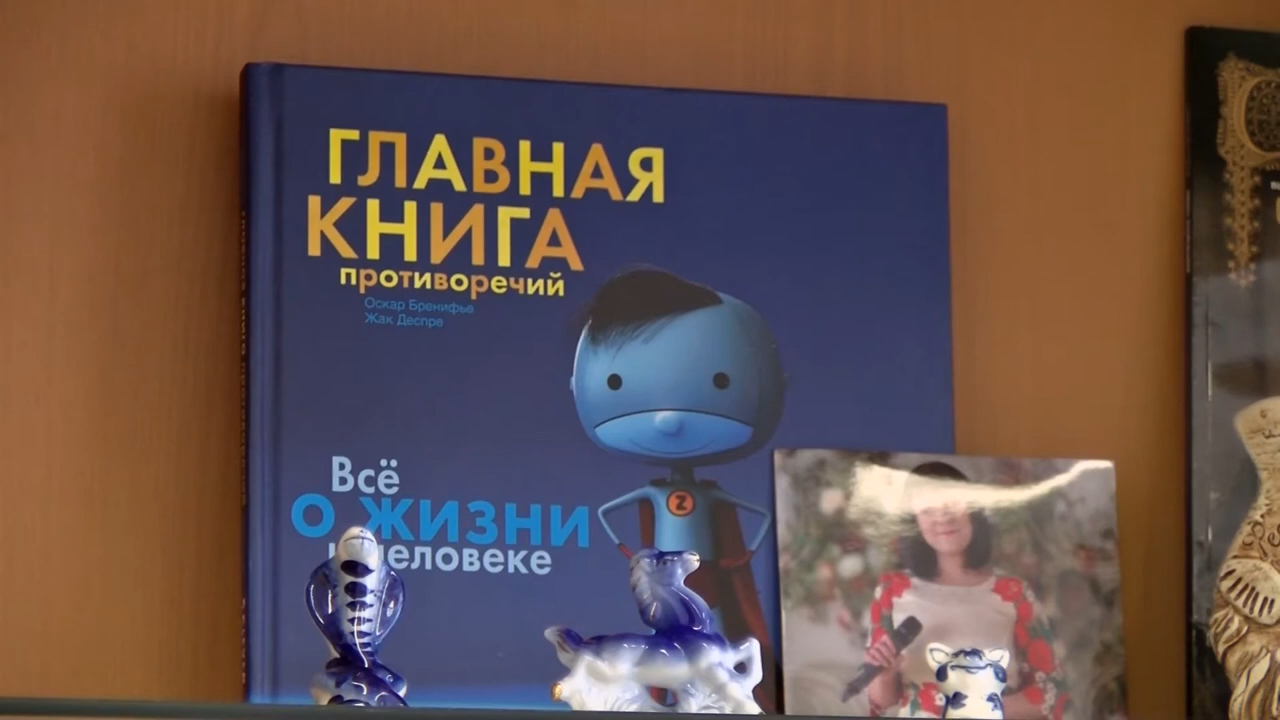 ГЛАВНАЯ
КНИГА
противоречий
Оскар Бренифье
Жак Деспре
Z
Всё
о жизни
человеке